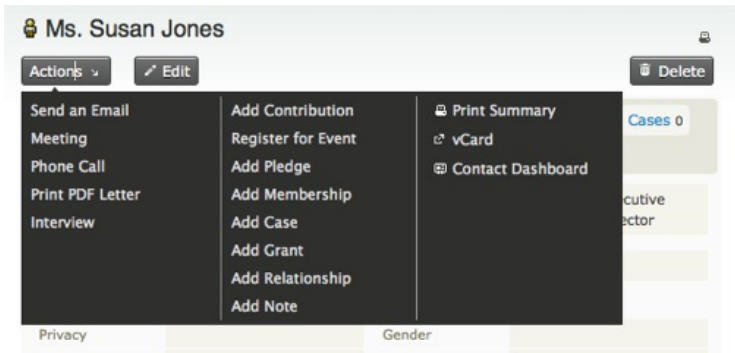 Ms. Susan Jones
Actions Edit Delete
Send an Email
Meeting
Phone Call
Print PDF Letter
Interview
Add Contribution
Register for Event
Add Pledge
Add Membership
Add Case
Add Grant
Add Relationship
Add Note
Print Summary
vCard
Contact Dashboard
Cases 0
Privacy Gender